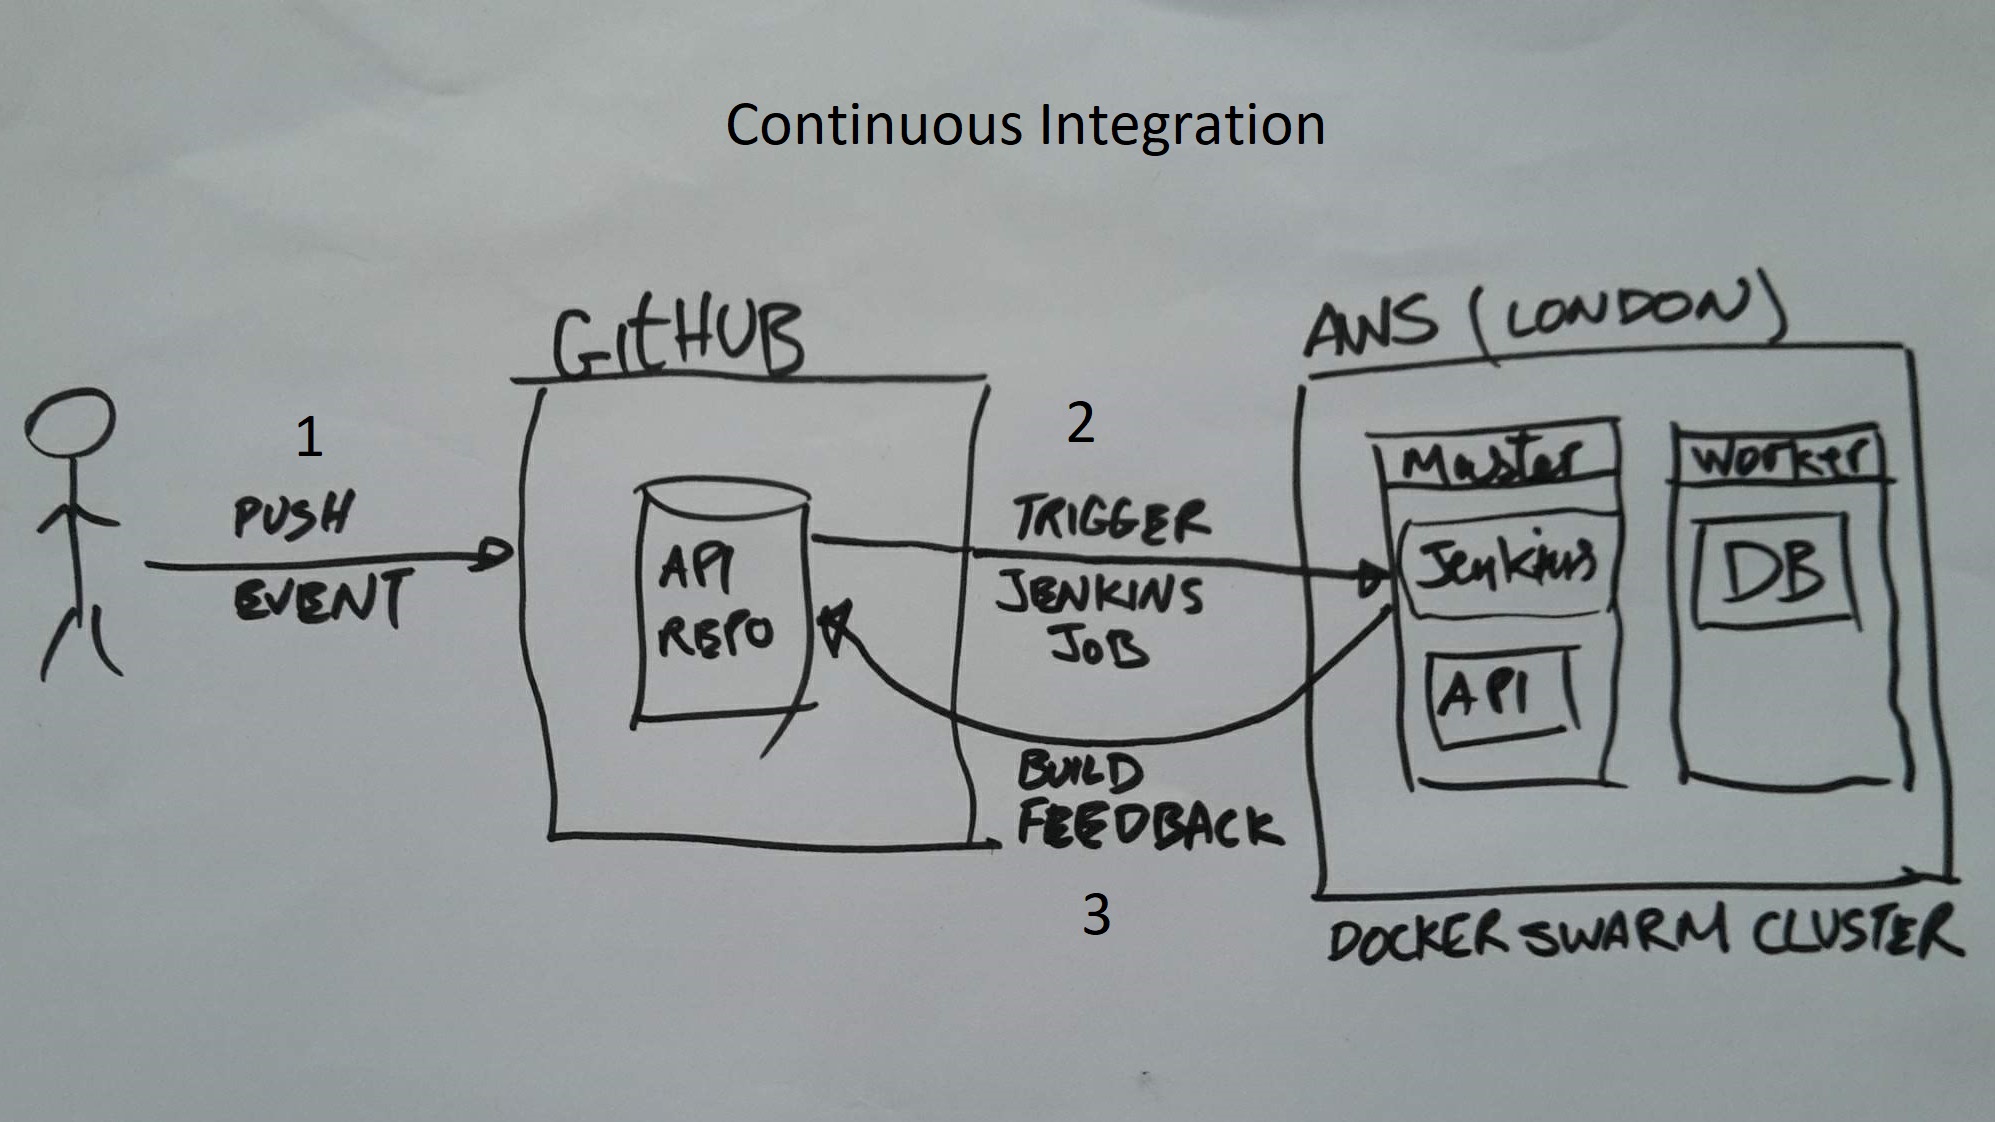 Continuous Integration
GitHUB
AWS (LONDON)
1
PUSH
EVENT
API
REPO
2
TRIGGER
JENKINS
JOB
BUILD
FEEDBACK
3
Master
Jenkins
API
Worker
DB
DOCKER SWARM CLUSTER